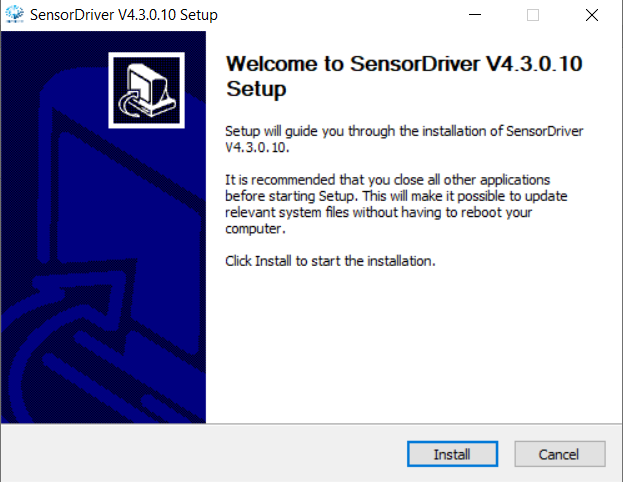 SensorDriver V4.3.0.10 Setup
Welcome to SensorDriver V4.3.0.10
Setup
Setup will guide you through the installation of SensorDriver
V4.3.0.10.
It is recommended that you close all other applications
before starting Setup. This will make it possible to update
relevant system files without having to reboot your
computer.
Click Install to start the installation.
Install
Cancel